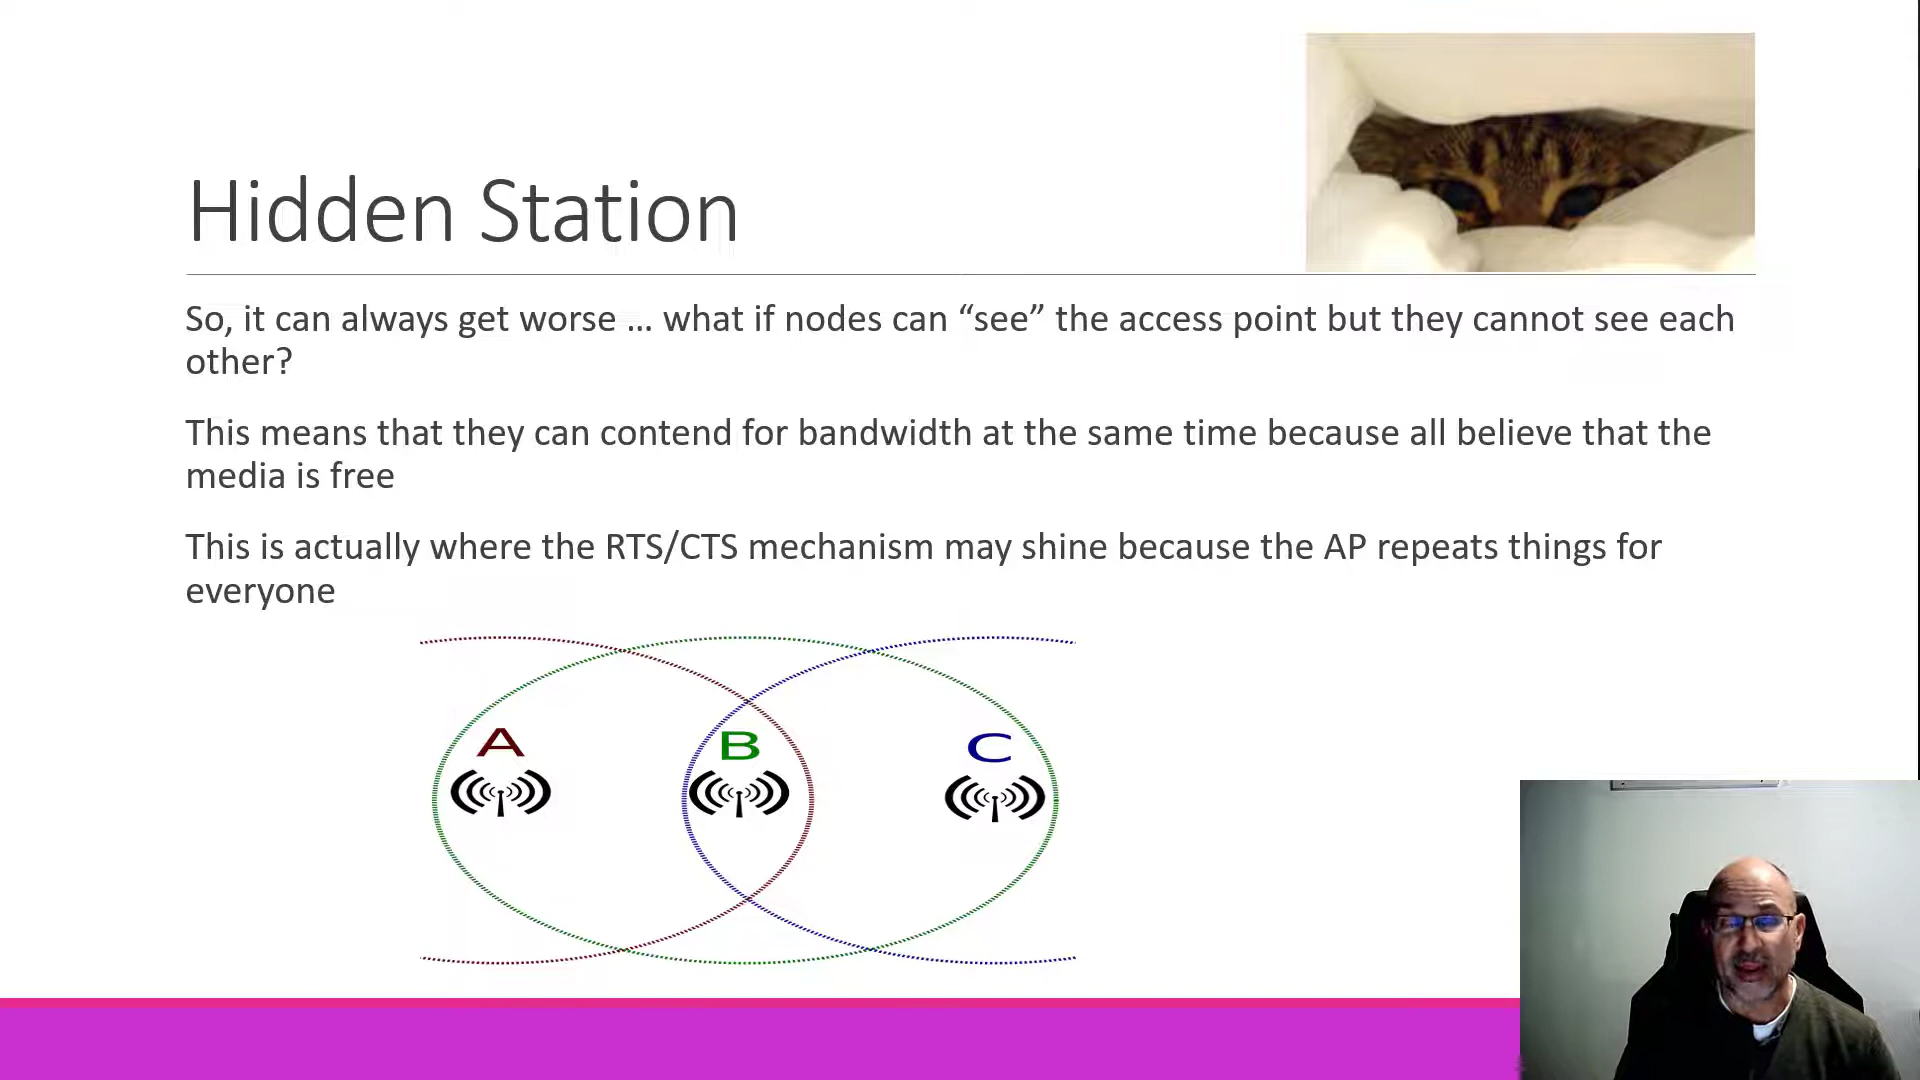 Hidden Station
So, it can always get worse … what if nodes can “see” the access point but they cannot see each
other?
This means that they can contend for bandwidth at the same time because all believe that the
media is free
This is actually where the RTS/CTS mechanism may shine because the AP repeats things for
everyone
A B C